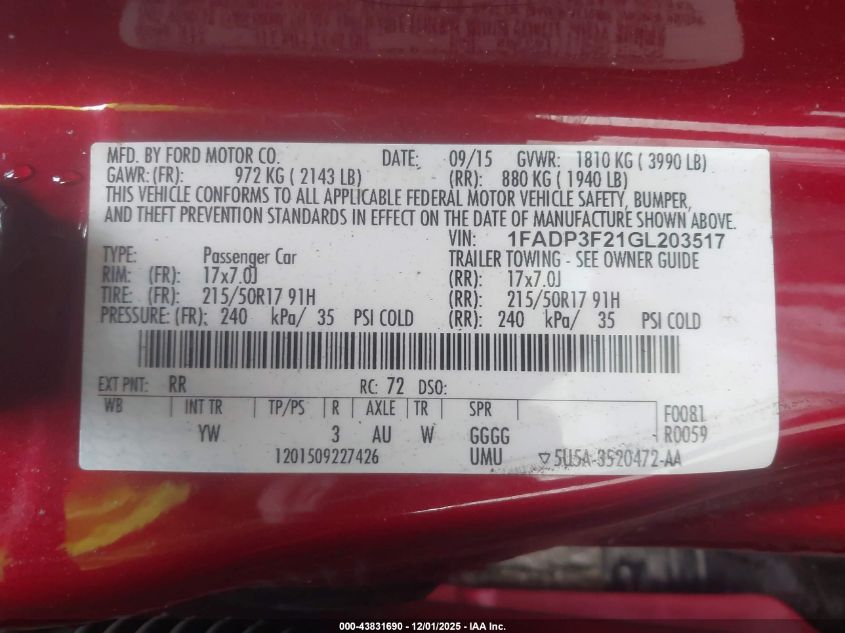 MFD. BY FORD MOTOR CO. DATE: 09/15 GVWR: 1810 KG ( 3990 LB)
GAWR:(FR): 972 KG ( 2143 LB) (RR): 880 KG ( 1940 LB)
THIS VEHICLE CONFORMS TO ALL APPLICABLE FEDERAL MOTOR VEHICLE SAFETY, BUMPER,
AND THEFT PREVENTION STANDARDS IN EFFECT ON THE DATE OF MANUFACTURE SHOWN ABOVE.
VIN: 1FADP3F21GL203517
TYPE: Passenger Car TRAILER TOWING - SEE OWNER GUIDE
RIM: (FR): 17x7.0J (RR): 17x7.0J
TIRE: (FR): 215/50R17 91H (RR): 215/50R17 91H
PRESSURE: (FR): 240 kPa/ 35 PSI COLD (RR): 240 kPa/ 35 PSI COLD
EXT PNT: RR RC: 72 DSO:
WB INT TR TP/PS R AXLE TR SPR F0081
YW 3 AU W GGGG R0059
1201509227426 UMU ▽5U5A-3520472-AA
000-43831690 - 12/01/2025 - IAA Inc.